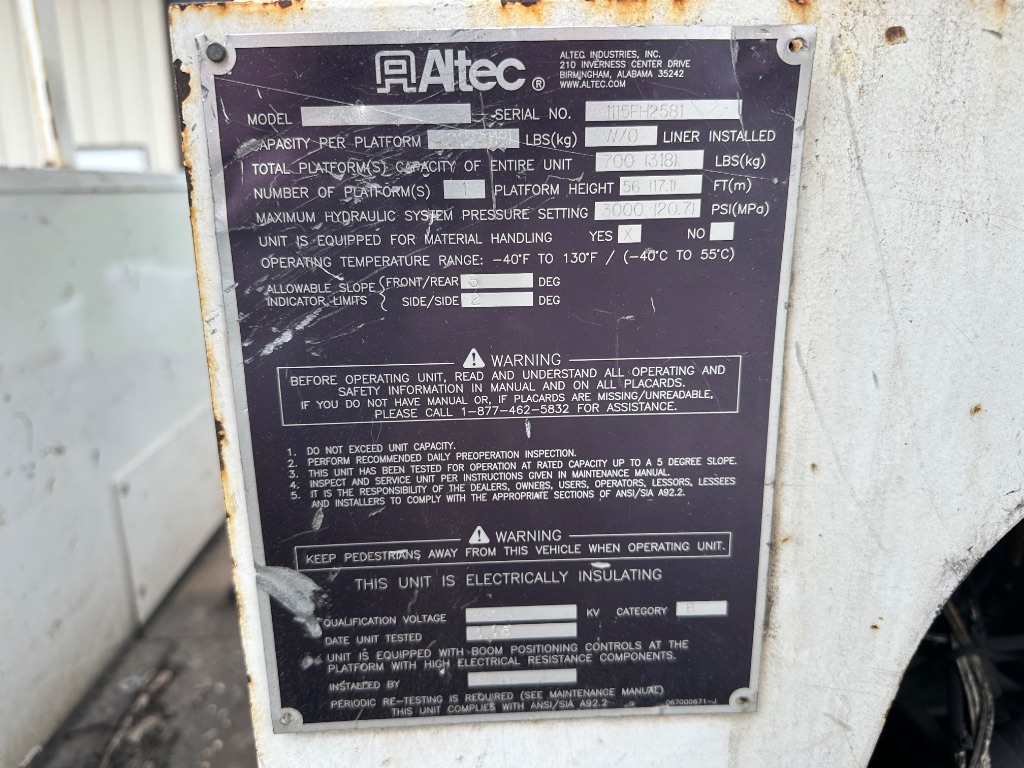 Altec®
ALTEC INDUSTRIES, INC.
210 INVERNESS CENTER DRIVE
BIRMINGHAM, ALABAMA 35242
WWW.ALTEC.COM
MODEL SERIAL NO. 1115FH2581
CAPACITY PER PLATFORM LBS(kg) W/O LINER INSTALLED
TOTAL PLATFORM(S) CAPACITY OF ENTIRE UNIT 700 (318) LBS(kg)
NUMBER OF PLATFORM(S) 1 PLATFORM HEIGHT 56 (17.1) FT(m)
MAXIMUM HYDRAULIC SYSTEM PRESSURE SETTING 3000 (20.7) PSI(MPa)
UNIT IS EQUIPPED FOR MATERIAL HANDLING YES X NO
OPERATING TEMPERATURE RANGE: -40°F TO 130°F / (-40°C TO 55°C)
ALLOWABLE SLOPE INDICATOR LIMITS { FRONT/REAR 5 DEG
SIDE/SIDE 2 DEG
⚠ WARNING
BEFORE OPERATING UNIT, READ AND UNDERSTAND ALL OPERATING AND
SAFETY INFORMATION IN MANUAL AND ON ALL PLACARDS.
IF YOU DO NOT HAVE MANUAL OR, IF PLACARDS ARE MISSING/UNREADABLE,
PLEASE CALL 1-877-462-5832 FOR ASSISTANCE.
1. DO NOT EXCEED UNIT CAPACITY.
2. PERFORM RECOMMENDED DAILY PREOPERATION INSPECTION.
3. THIS UNIT HAS BEEN TESTED FOR OPERATION AT RATED CAPACITY UP TO A 5 DEGREE SLOPE.
4. INSPECT AND SERVICE UNIT PER INSTRUCTIONS GIVEN IN MAINTENANCE MANUAL.
5. IT IS THE RESPONSIBILITY OF THE DEALERS, OWNERS, USERS, OPERATORS, LESSORS, LESSEES
AND INSTALLERS TO COMPLY WITH THE APPROPRIATE SECTIONS OF ANSI/SIA A92.2.
⚠ WARNING
KEEP PEDESTRIANS AWAY FROM THIS VEHICLE WHEN OPERATING UNIT.
THIS UNIT IS ELECTRICALLY INSULATING
QUALIFICATION VOLTAGE KV CATEGORY B
DATE UNIT TESTED
UNIT IS EQUIPPED WITH BOOM POSITIONING CONTROLS AT THE
PLATFORM WITH HIGH ELECTRICAL RESISTANCE COMPONENTS.
INSTALLED BY
PERIODIC RE-TESTING IS REQUIRED (SEE MAINTENANCE MANUAL)
THIS UNIT COMPLIES WITH ANSI/SIA A92.2 067000671-J